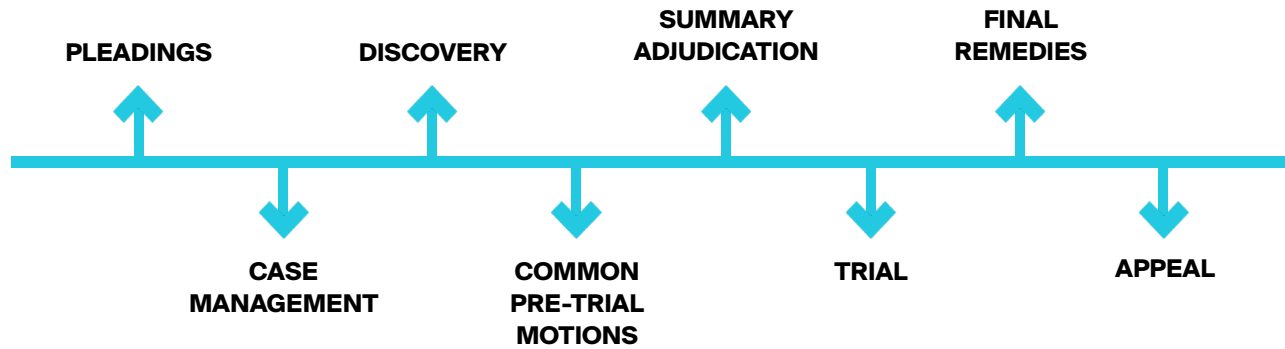 PLEADINGS
DISCOVERY
SUMMARY
ADJUDICATION
FINAL
REMEDIES
CASE
MANAGEMENT
COMMON
PRE-TRIAL
MOTIONS
TRIAL
APPEAL